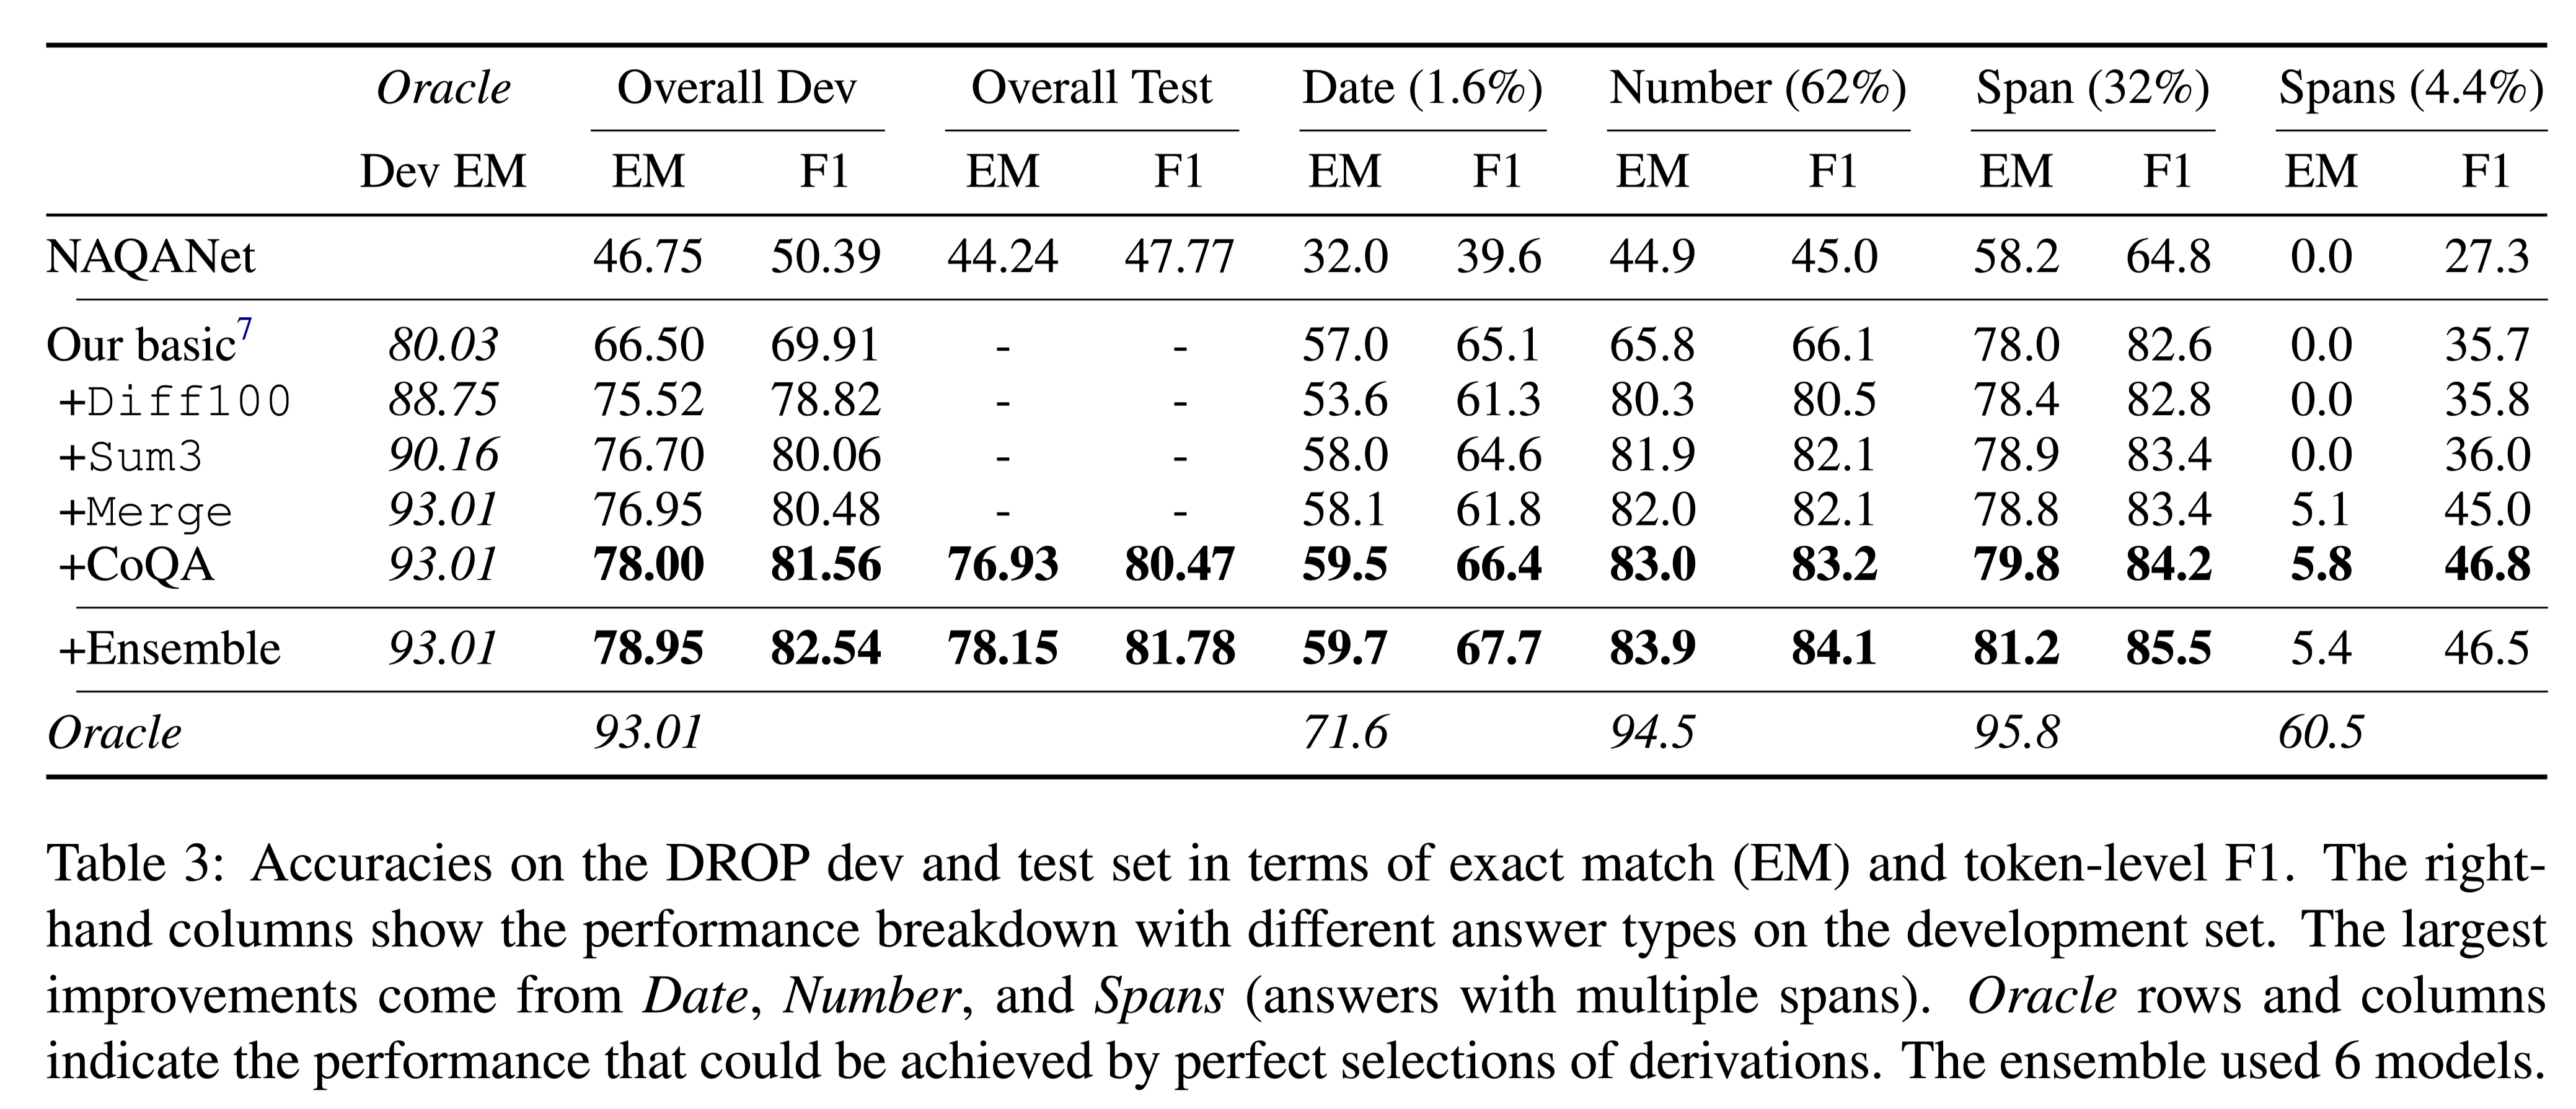 Oracle Overall Dev Overall Test Date (1.6%) Number (62%) Span (32%) Spans (4.4%)
Dev EM EM F1 EM F1 EM F1 EM F1 EM F1 EM F1
NAQANet 46.75 50.39 44.24 47.77 32.0 39.6 44.9 45.0 58.2 64.8 0.0 27.3
Our basic7 80.03 66.50 69.91 - - 57.0 65.1 65.8 66.1 78.0 82.6 0.0 35.7
+Diff100 88.75 75.52 78.82 - - 53.6 61.3 80.3 80.5 78.4 82.8 0.0 35.8
+Sum3 90.16 76.70 80.06 - - 58.0 64.6 81.9 82.1 78.9 83.4 0.0 36.0
+Merge 93.01 76.95 80.48 - - 58.1 61.8 82.0 82.1 78.8 83.4 5.1 45.0
+CoQA 93.01 78.00 81.56 76.93 80.47 59.5 66.4 83.0 83.2 79.8 84.2 5.8 46.8
+Ensemble 93.01 78.95 82.54 78.15 81.78 59.7 67.7 83.9 84.1 81.2 85.5 5.4 46.5
Oracle 93.01 71.6 94.5 95.8 60.5
Table 3: Accuracies on the DROP dev and test set in terms of exact match (EM) and token-level F1. The right-
hand columns show the performance breakdown with different answer types on the development set. The largest
improvements come from Date, Number, and Spans (answers with multiple spans). Oracle rows and columns
indicate the performance that could be achieved by perfect selections of derivations. The ensemble used 6 models.